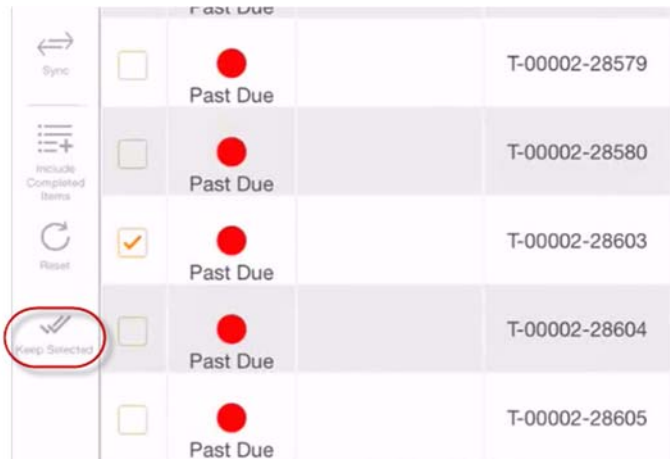 Past Due
Sync
T-00002-28579
Past Due
Include
Completed
Items
T-00002-28580
Past Due
Reset
T-00002-28603
Past Due
Keep Selected
T-00002-28604
Past Due
T-00002-28605
Past Due